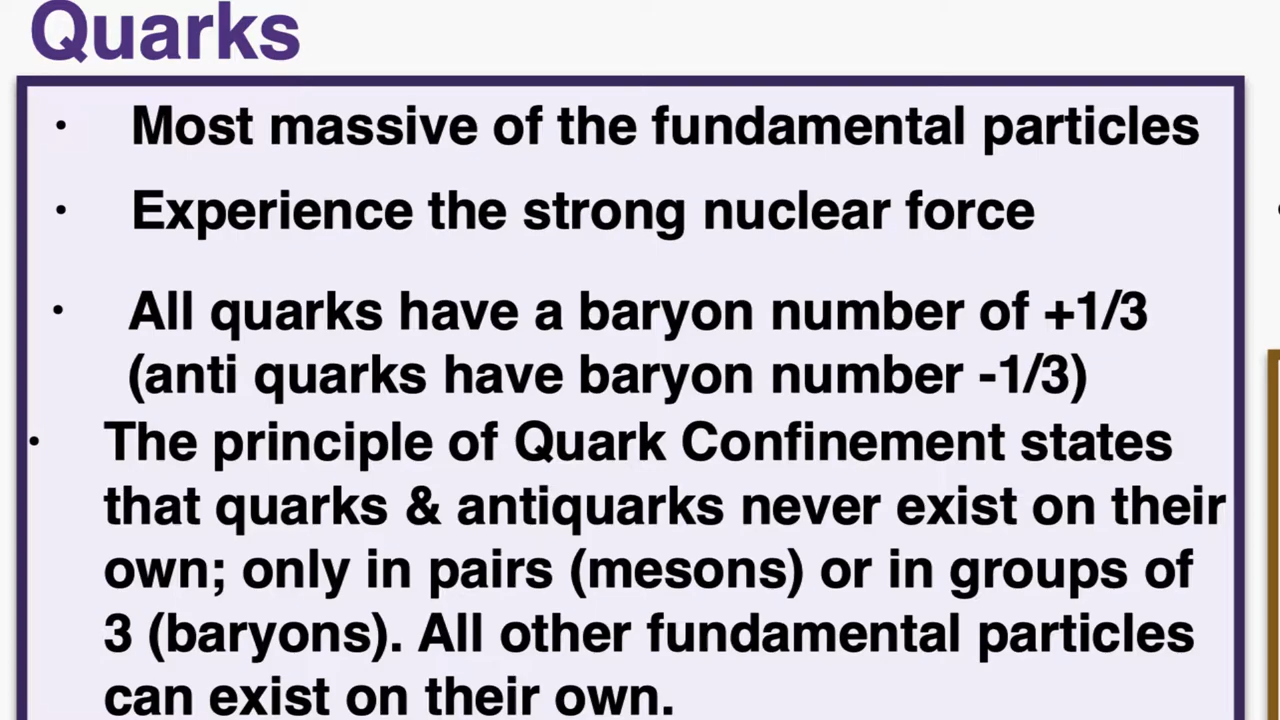 Quarks
· Most massive of the fundamental particles
· Experience the strong nuclear force
· All quarks have a baryon number of +1/3
(anti quarks have baryon number -1/3)
· The principle of Quark Confinement states
that quarks & antiquarks never exist on their
own; only in pairs (mesons) or in groups of
3 (baryons). All other fundamental particles
can exist on their own.